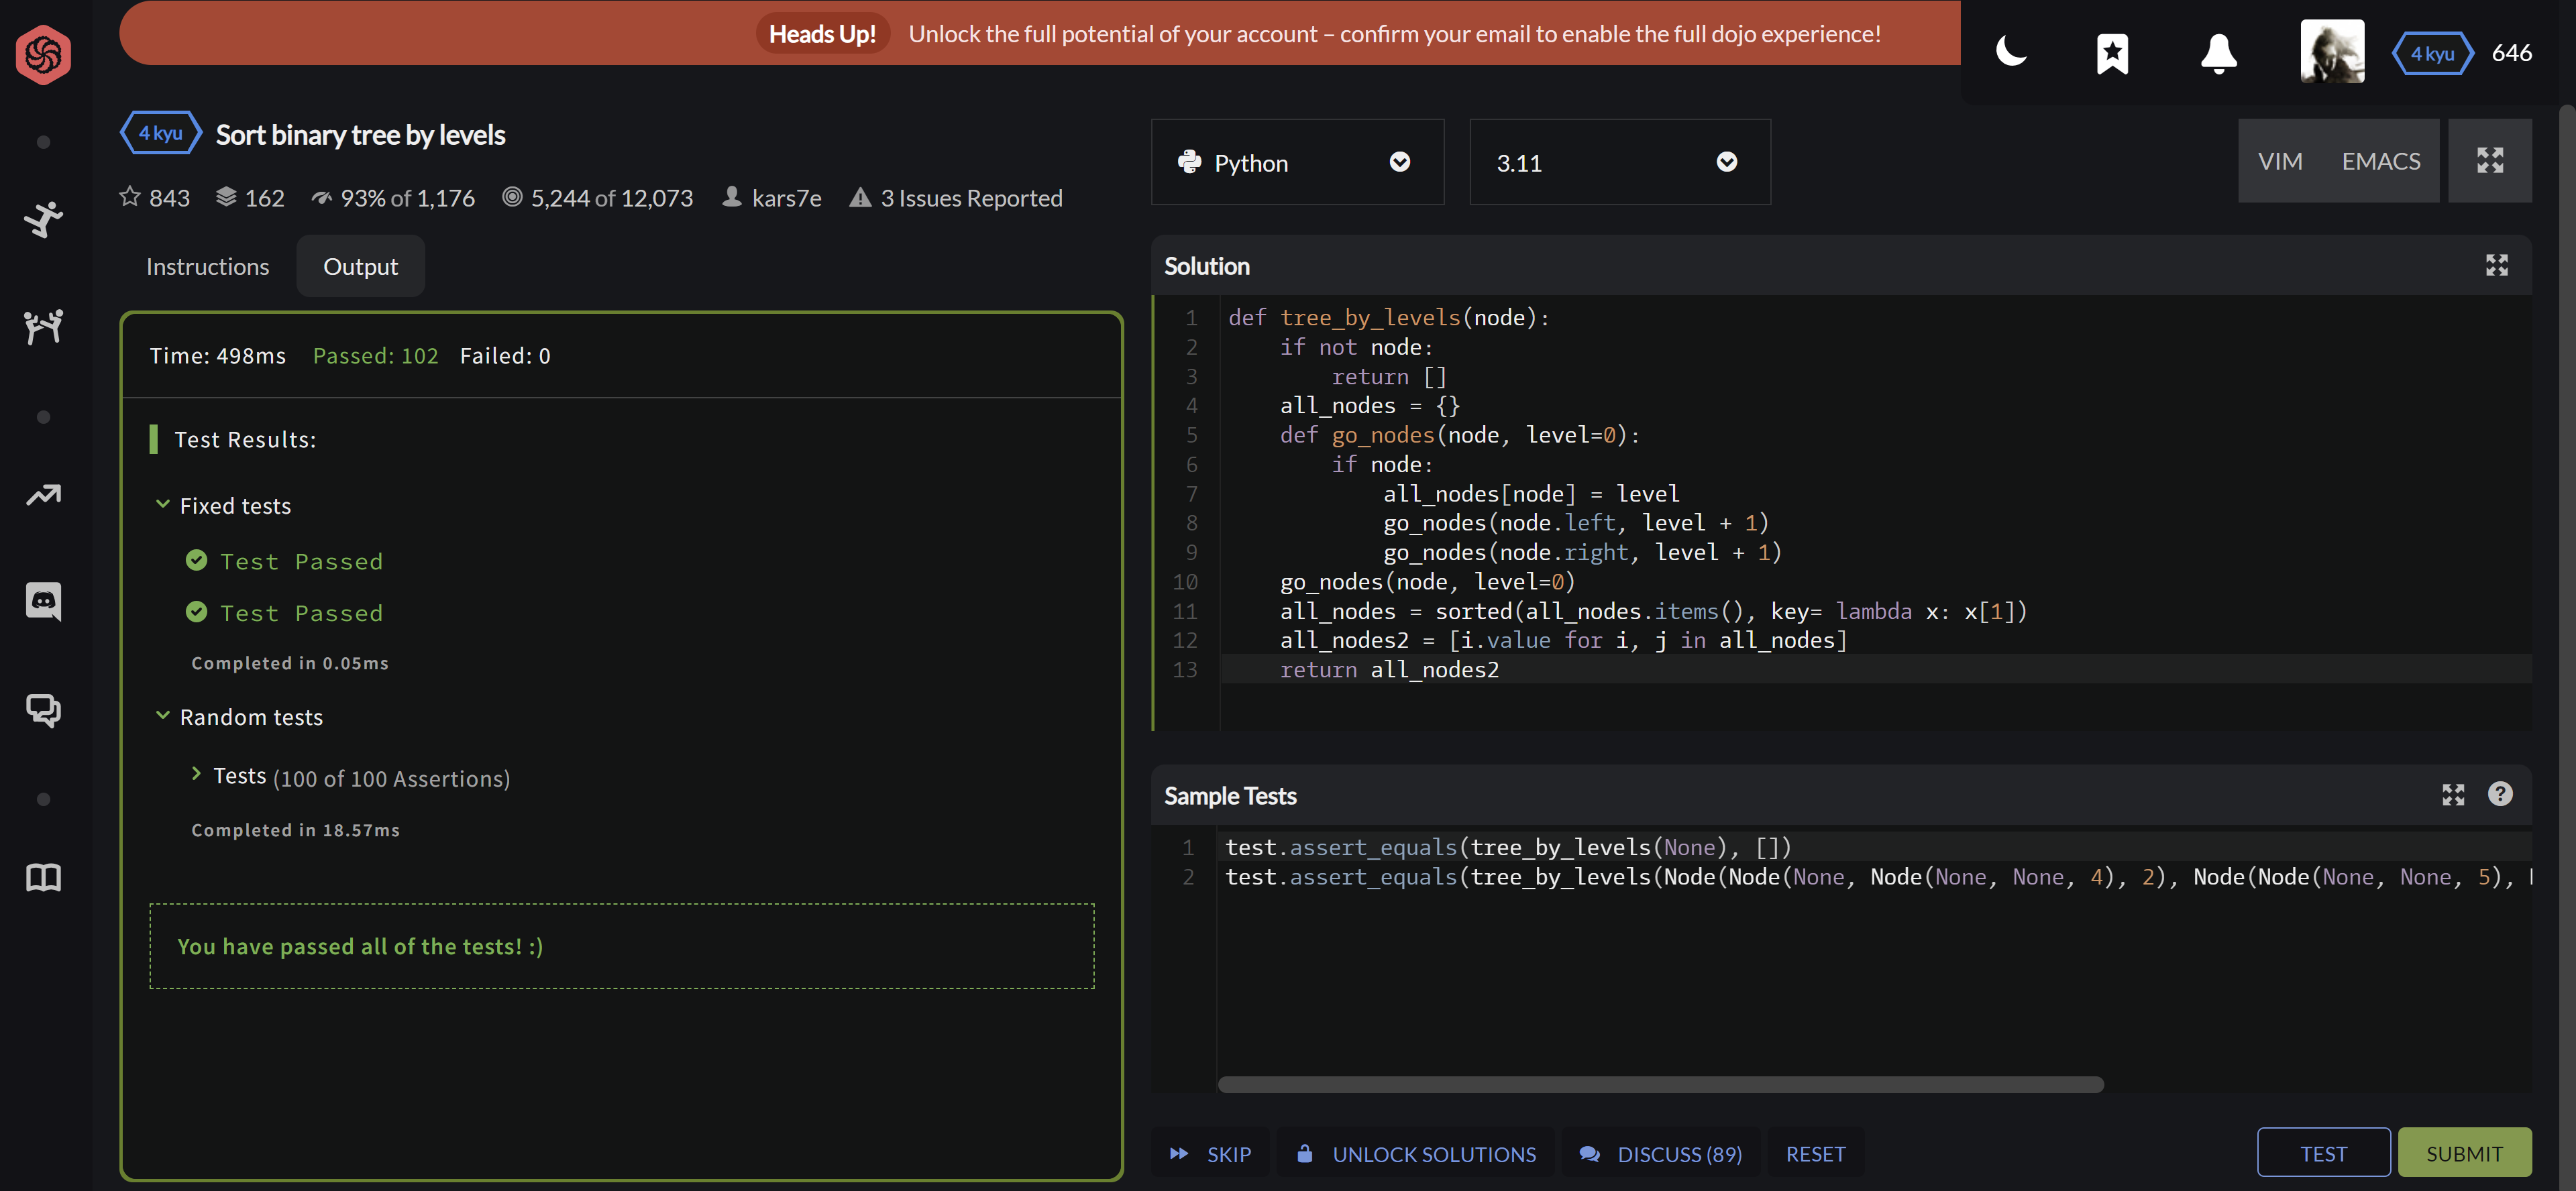 Heads Up! Unlock the full potential of your account – confirm your email to enable the full dojo experience!
4 kyu 646
4 kyu Sort binary tree by levels
843 162 93% of 1,176 5,244 of 12,073 kars7e 3 Issues Reported
Instructions Output
Time: 498ms Passed: 102 Failed: 0
Test Results:
Fixed tests
Test Passed
Test Passed
Completed in 0.05ms
Random tests
Tests (100 of 100 Assertions)
Completed in 18.57ms
You have passed all of the tests! :)
Python 3.11 VIM EMACS
Solution
1 def tree_by_levels(node):
2     if not node:
3         return []
4     all_nodes = {}
5     def go_nodes(node, level=0):
6         if node:
7             all_nodes[node] = level
8             go_nodes(node.left, level + 1)
9             go_nodes(node.right, level + 1)
10     go_nodes(node, level=0)
11     all_nodes = sorted(all_nodes.items(), key= lambda x: x[1])
12     all_nodes2 = [i.value for i, j in all_nodes]
13     return all_nodes2
Sample Tests
?
1 test.assert_equals(tree_by_levels(None), [])
2 test.assert_equals(tree_by_levels(Node(Node(None, Node(None, None, 4), 2), Node(Node(None, None, 5),
SKIP UNLOCK SOLUTIONS DISCUSS (89) RESET TEST SUBMIT